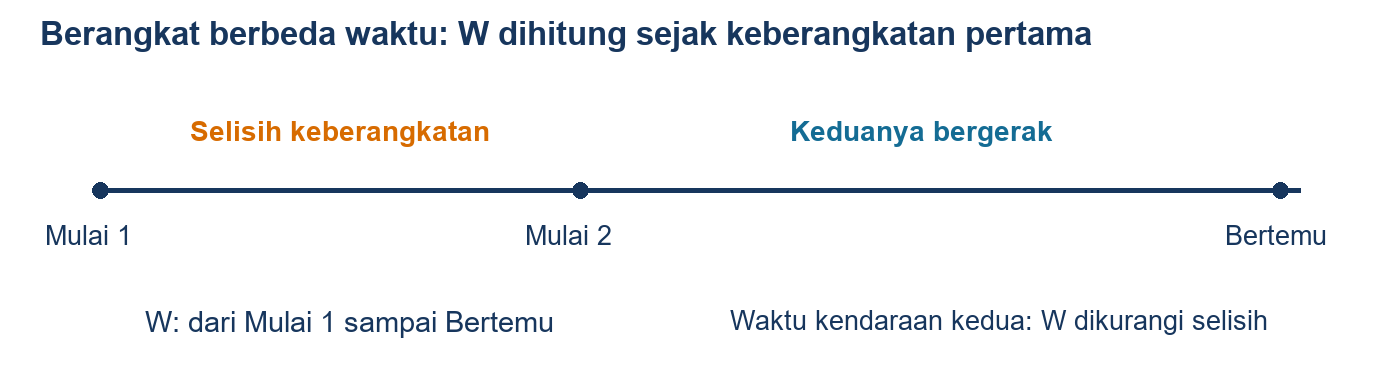 Berangkat berbeda waktu: W dihitung sejak keberangkatan pertama
Selisih keberangkatan
Keduanya bergerak
Mulai 1
Mulai 2
Bertemu
W: dari Mulai 1 sampai Bertemu
Waktu kendaraan kedua: W dikurangi selisih